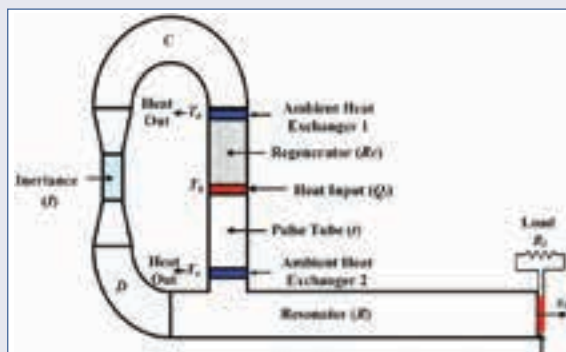 C
Heat
Out
T
Ambient Heat
Exchanger 1
Regenerator (Re)
Inertance
(I)
T
Heat Input (Q)
Pulse Tube (t)
Heat
Out
T
Ambient Heat
Exchanger 2
D
Resonator (R)
Load
R